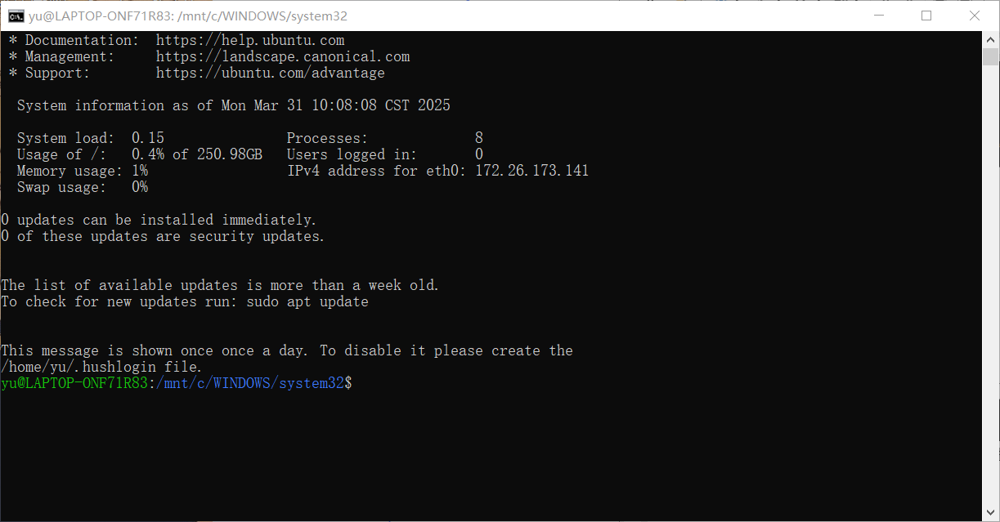 yu@LAPTOP-ONF71R83: /mnt/c/WINDOWS/system32
* Documentation:  https://help.ubuntu.com
* Management:     https://landscape.canonical.com
* Support:        https://ubuntu.com/advantage
System information as of Mon Mar 31 10:08:08 CST 2025
System load:  0.15               Processes:             8
Usage of /:   0.4% of 250.98GB   Users logged in:       0
Memory usage: 1%                 IPv4 address for eth0: 172.26.173.141
Swap usage:   0%
0 updates can be installed immediately.
0 of these updates are security updates.
The list of available updates is more than a week old.
To check for new updates run: sudo apt update
This message is shown once once a day. To disable it please create the
/home/yu/.hushlogin file.
yu@LAPTOP-ONF71R83:/mnt/c/WINDOWS/system32$